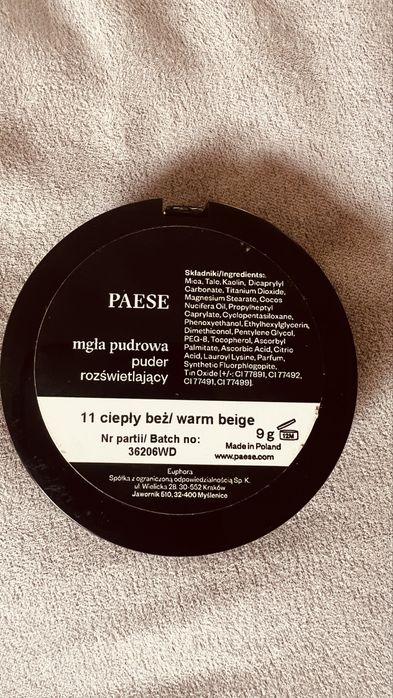 PAESE
mgła pudrowa
puder
rozświetlający
Składniki/Ingredients:
Mica, Talc, Kaolin, Dicaprylyl
Carbonate, Titanium Dioxide,
Magnesium Stearate, Cocos
Nucifera Oil, Propylheptyl
Caprylate, Cyclopentasiloxane,
Phenoxyethanol, Ethylhexylglycerin,
Dimethiconol, Pentylene Glycol,
PEG-8, Tocopherol, Ascorbyl
Palmitate, Ascorbic Acid, Citric
Acid, Lauroyl Lysine, Parfum,
Synthetic Fluorphlogopite,
Tin Oxide [+/-: CI 77891, CI 77492,
CI 77491, CI 77499]
11 ciepły beż/ warm beige
Nr partii/ Batch no:
36206WD
9 g
12M
Made in Poland
www.paese.com
Euphora
Spółka z ograniczoną odpowiedzialnością Sp. K.
ul. Wielicka 28, 30-552 Kraków
Jawornik 510, 32-400 Myślenice